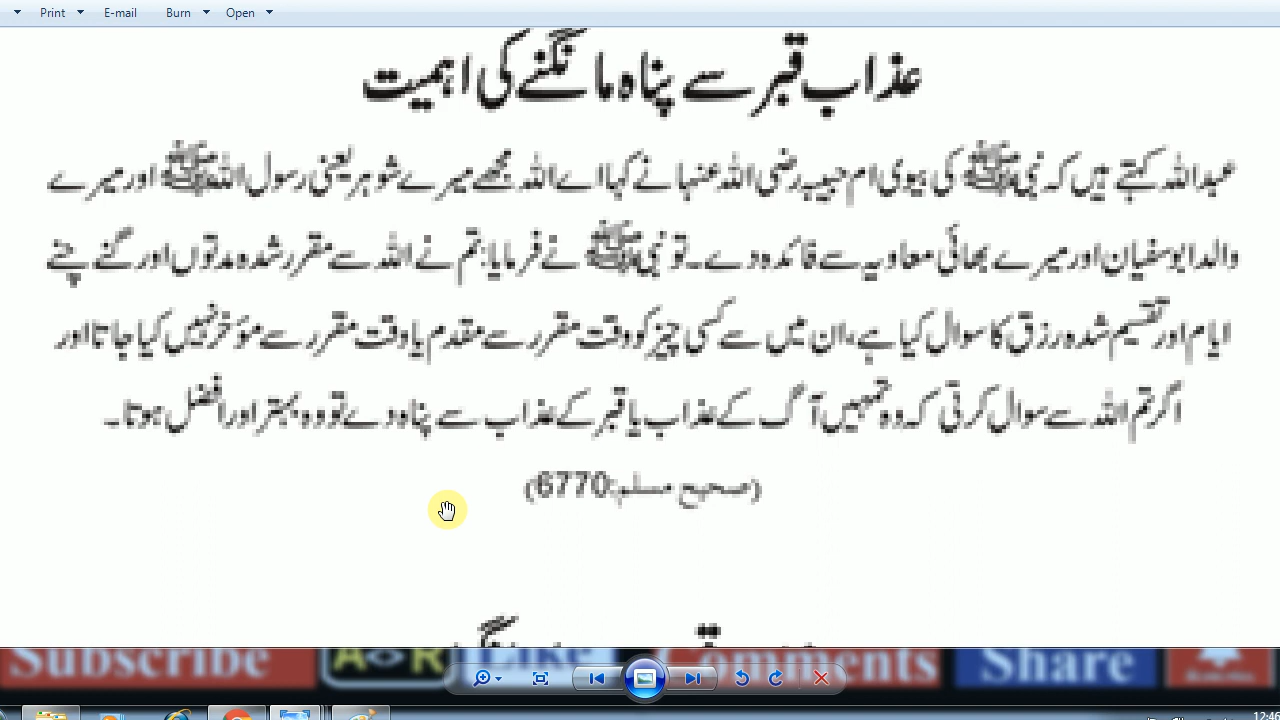 Print E-mail Burn Open
عذاب قبر سے پناہ مانگنے کی اہمیت
عبداللہ کہتے ہیں کہ نبی ﷺ کی بیوی ام حبیبہ رضی اللہ عنہا نے کہا اے اللہ مجھے میرے شوہر یعنی رسول اللہ ﷺ اور میرے
والد ابو سفیان اور میرے بھائی معاویہ سے فائدہ دے۔ تو نبی ﷺ نے فرمایا: تم نے اللہ سے مقرر شدہ مدتوں اور گنے چنے
ایام اور تقسیم شدہ رزق کا سوال کیا ہے، ان میں سے کسی چیز کو وقت مقرر سے مقدم یا وقت مقرر سے مؤخر نہیں کیا جاتا اور
اگر تم اللہ سے سوال کرتی کہ وہ تمہیں آگ کے عذاب یا قبر کے عذاب سے پناہ دے تو وہ بہتر اور افضل ہوتا۔
(صحیح مسلم:6770)
Subscribe Comments Share